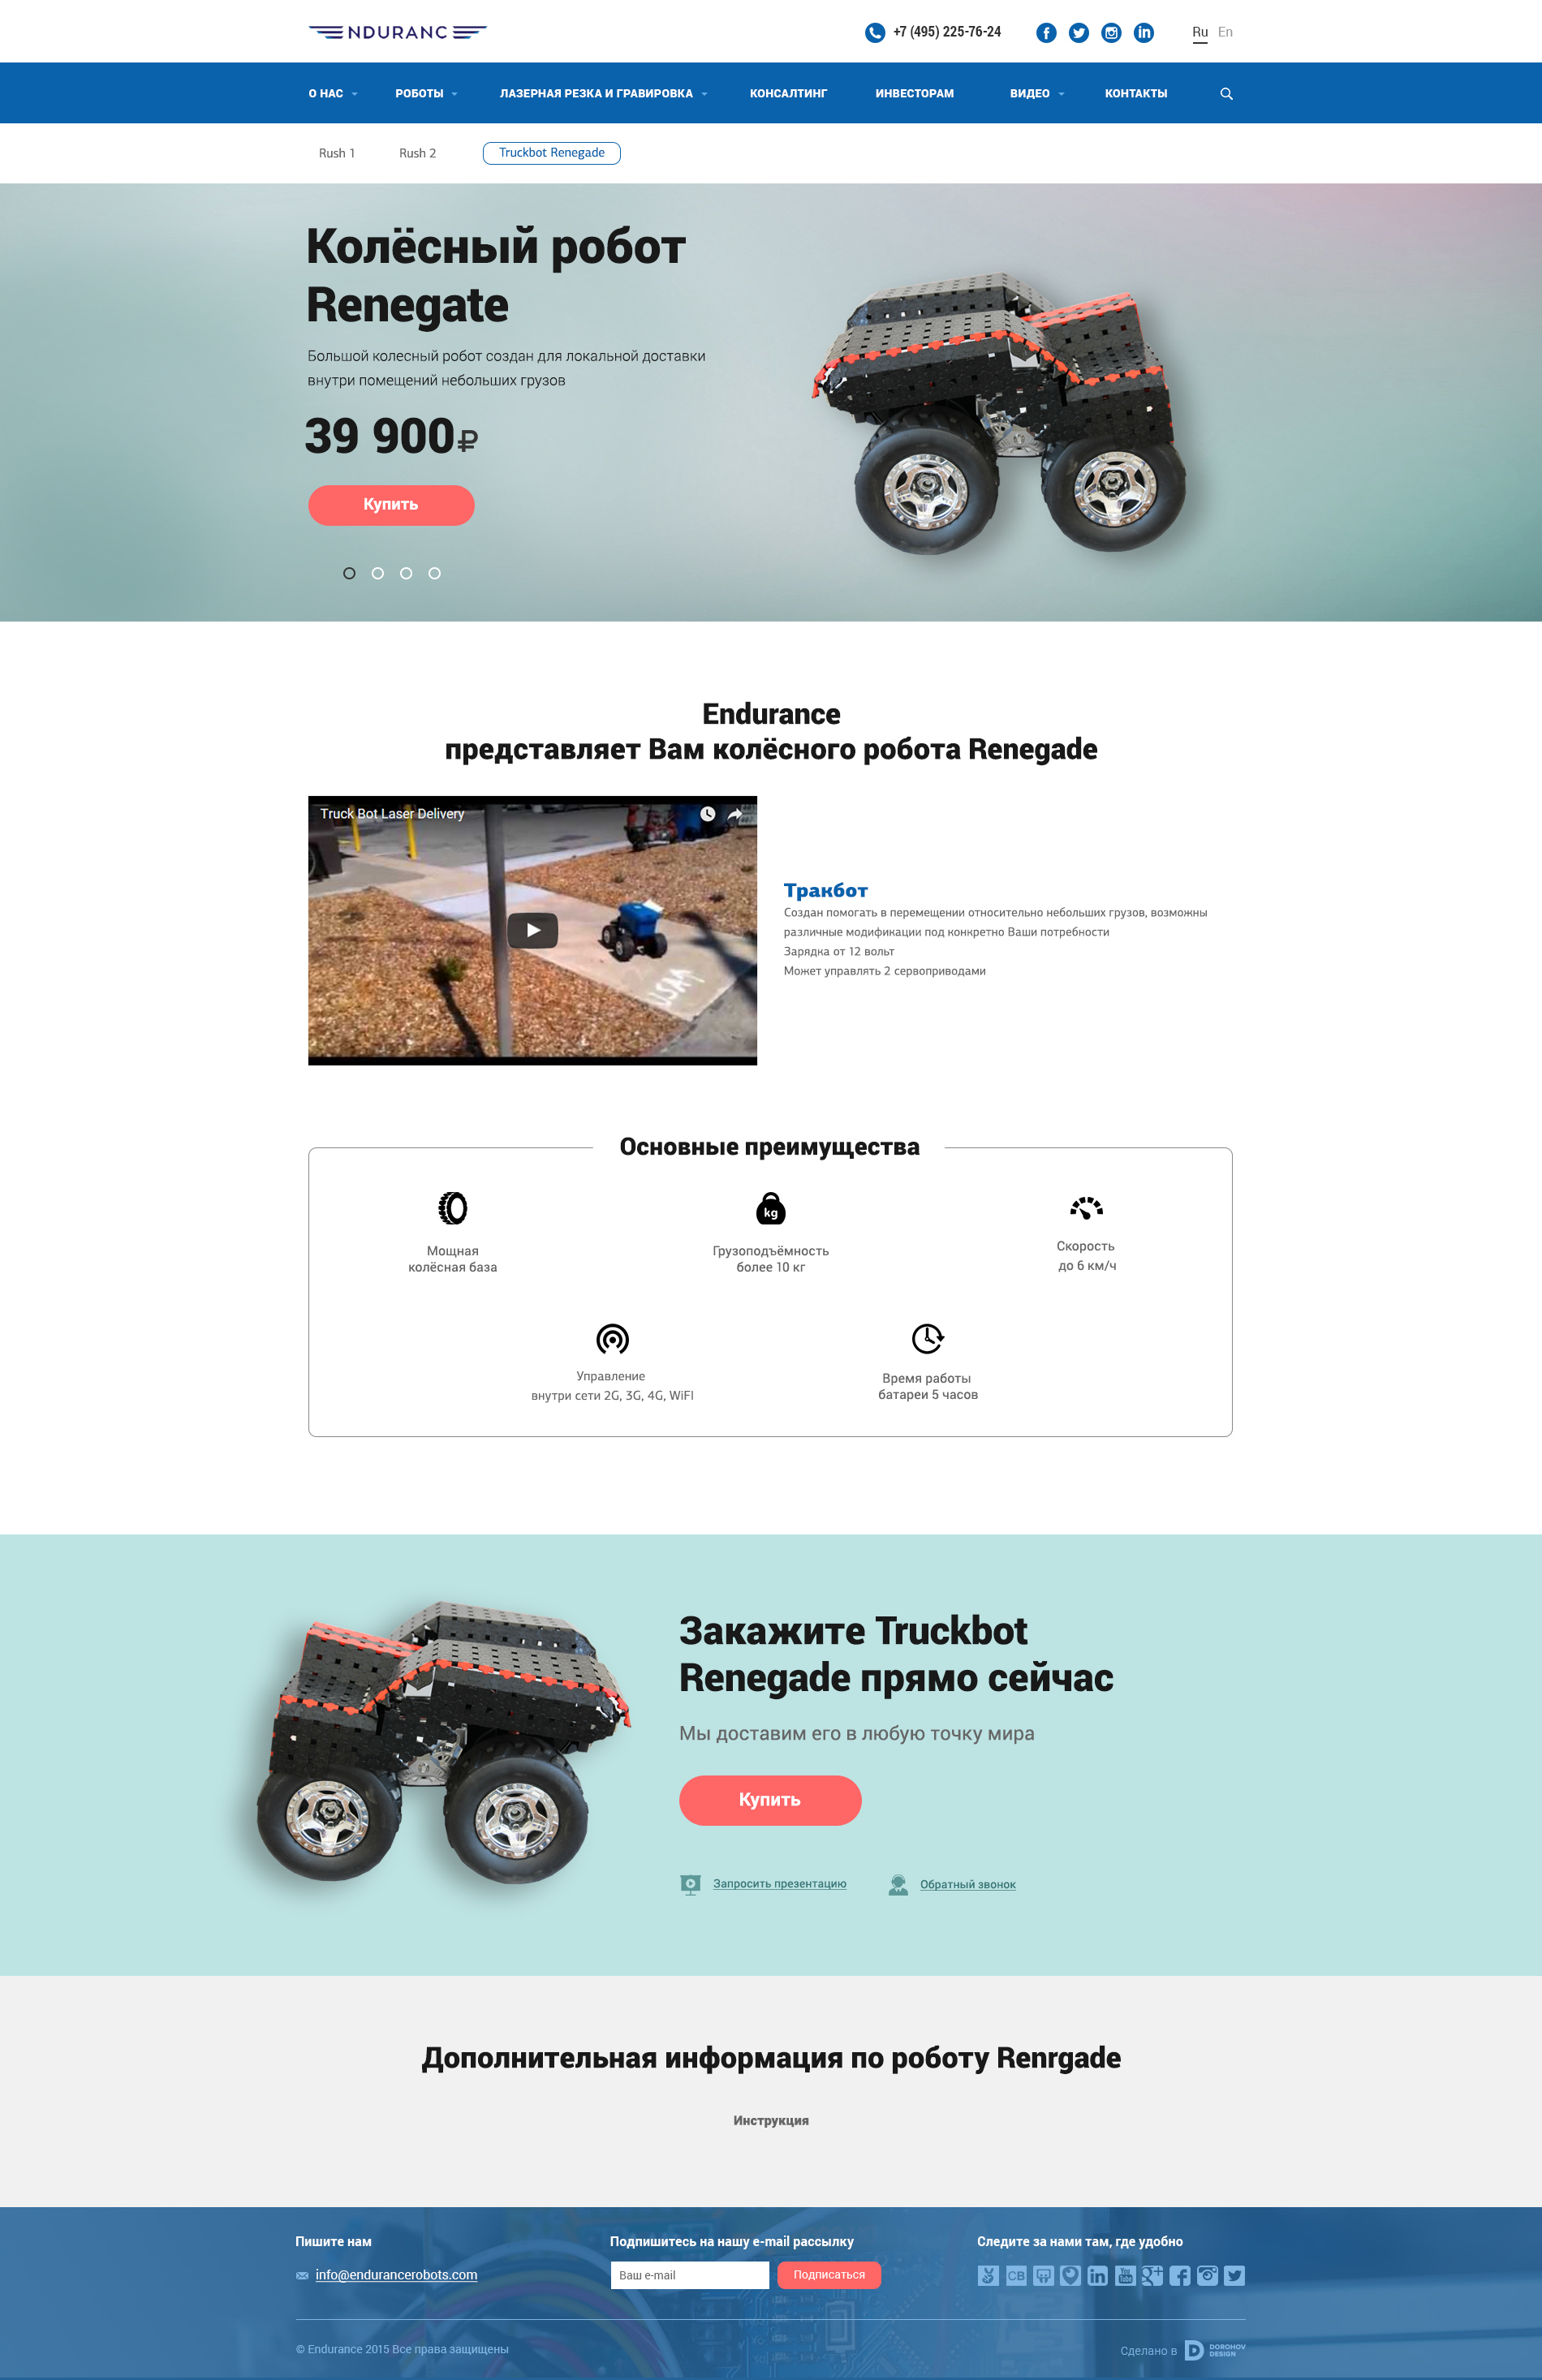 NDURANC
+7 (495) 225-76-24
Ru En
О НАС РОБОТЫ ЛАЗЕРНАЯ РЕЗКА И ГРАВИРОВКА КОНСАЛТИНГ ИНВЕСТОРАМ ВИДЕО КОНТАКТЫ
Rush 1 Rush 2 Truckbot Renegade
Колёсный робот
Renegate
Большой колесный робот создан для локальной доставки
внутри помещений небольших грузов
39 900₽
Купить
Endurance
представляет Вам колёсного робота Renegade
Truck Bot Laser Delivery
Тракбот
Создан помогать в перемещении относительно небольших грузов, возможны
различные модификации под конкретно Ваши потребности
Зарядка от 12 вольт
Может управлять 2 сервоприводами
Основные преимущества
kg
Мощная
колёсная база
Грузоподъёмность
более 10 кг
Скорость
до 6 км/ч
Управление
внутри сети 2G, 3G, 4G, WiFI
Время работы
батареи 5 часов
Закажите Truckbot
Renegade прямо сейчас
Мы доставим его в любую точку мира
Купить
Запросить презентацию Обратный звонок
Дополнительная информация по роботу Renrgade
Инструкция
Пишите нам
info@endurancerobots.com
Подпишитесь на нашу e-mail рассылку
Ваш e-mail Подписаться
Следите за нами там, где удобно
CB in You Tube
© Endurance 2015 Все права защищены
Сделано в DOROHOV
DESIGN